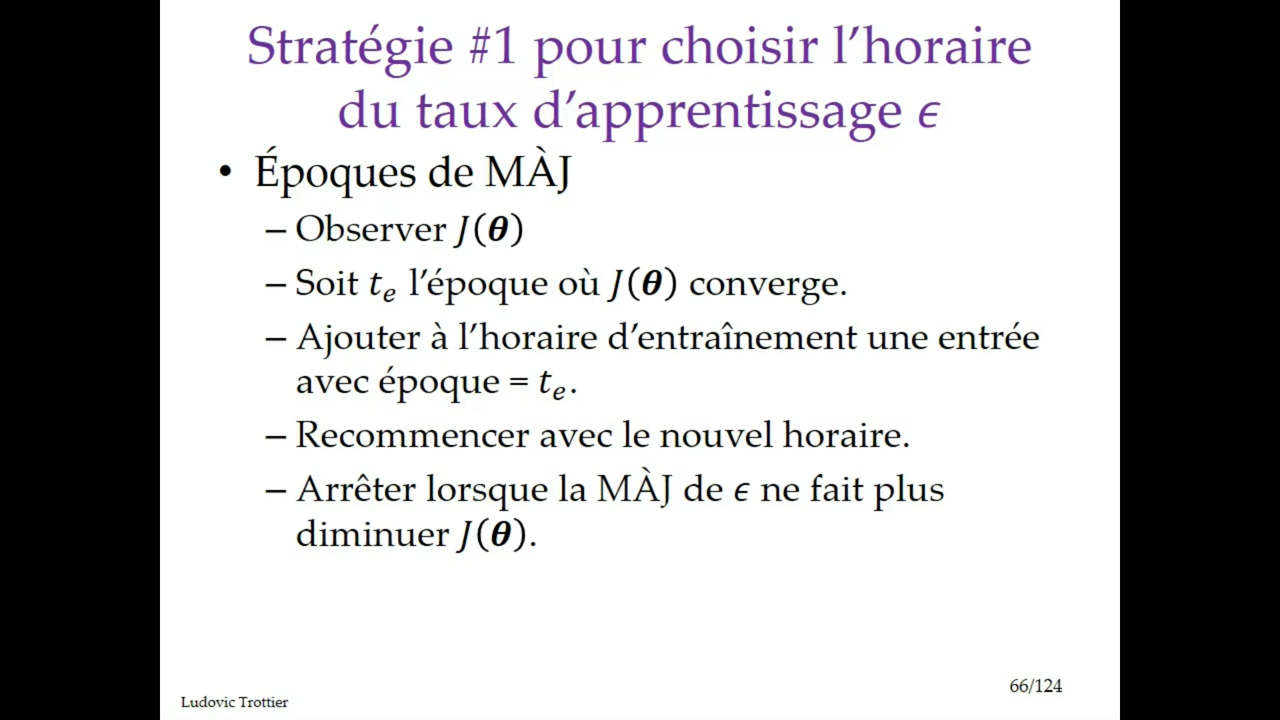 Stratégie #1 pour choisir l’horaire
du taux d’apprentissage ϵ
• Époques de MÀJ
– Observer J(θ)
– Soit tₑ l’époque où J(θ) converge.
– Ajouter à l’horaire d’entraînement une entrée
avec époque = tₑ.
– Recommencer avec le nouvel horaire.
– Arrêter lorsque la MÀJ de ϵ ne fait plus
diminuer J(θ).
66/124
Ludovic Trottier